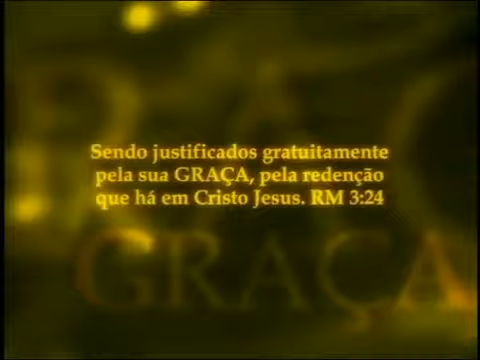 Sendo justificados gratuitamente
pela sua GRAÇA, pela redenção
que há em Cristo Jesus. RM 3:24
GRAÇA